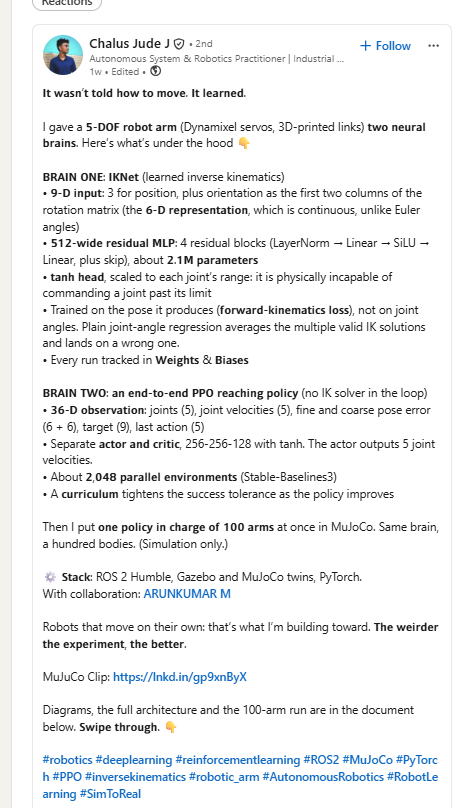 Reactions
Chalus Jude J • 2nd
+ Follow ...
Autonomous System & Robotics Practitioner | Industrial ...
1w • Edited •
It wasn't told how to move. It learned.
I gave a 5-DOF robot arm (Dynamixel servos, 3D-printed links) two neural
brains. Here's what's under the hood 👇
BRAIN ONE: IKNet (learned inverse kinematics)
• 9-D input: 3 for position, plus orientation as the first two columns of the
rotation matrix (the 6-D representation, which is continuous, unlike Euler
angles)
• 512-wide residual MLP: 4 residual blocks (LayerNorm → Linear → SiLU →
Linear, plus skip), about 2.1M parameters
• tanh head, scaled to each joint's range: it is physically incapable of
commanding a joint past its limit
• Trained on the pose it produces (forward-kinematics loss), not on joint
angles. Plain joint-angle regression averages the multiple valid IK solutions
and lands on a wrong one.
• Every run tracked in Weights & Biases
BRAIN TWO: an end-to-end PPO reaching policy (no IK solver in the loop)
• 36-D observation: joints (5), joint velocities (5), fine and coarse pose error
(6 + 6), target (9), last action (5)
• Separate actor and critic, 256-256-128 with tanh. The actor outputs 5 joint
velocities.
• About 2,048 parallel environments (Stable-Baselines3)
• A curriculum tightens the success tolerance as the policy improves
Then I put one policy in charge of 100 arms at once in MuJoCo. Same brain,
a hundred bodies. (Simulation only.)
⚙️ Stack: ROS 2 Humble, Gazebo and MuJoCo twins, PyTorch.
With collaboration: ARUNKUMAR M
Robots that move on their own: that's what I'm building toward. The weirder
the experiment, the better.
MuJuCo Clip: https://lnkd.in/gp9xnByX
Diagrams, the full architecture and the 100-arm run are in the document
below. Swipe through. 👇
#robotics #deeplearning #reinforcementlearning #ROS2 #MuJoCo #PyTorc
h #PPO #inversekinematics #robotic_arm #AutonomousRobotics #RobotLe
arning #SimToReal